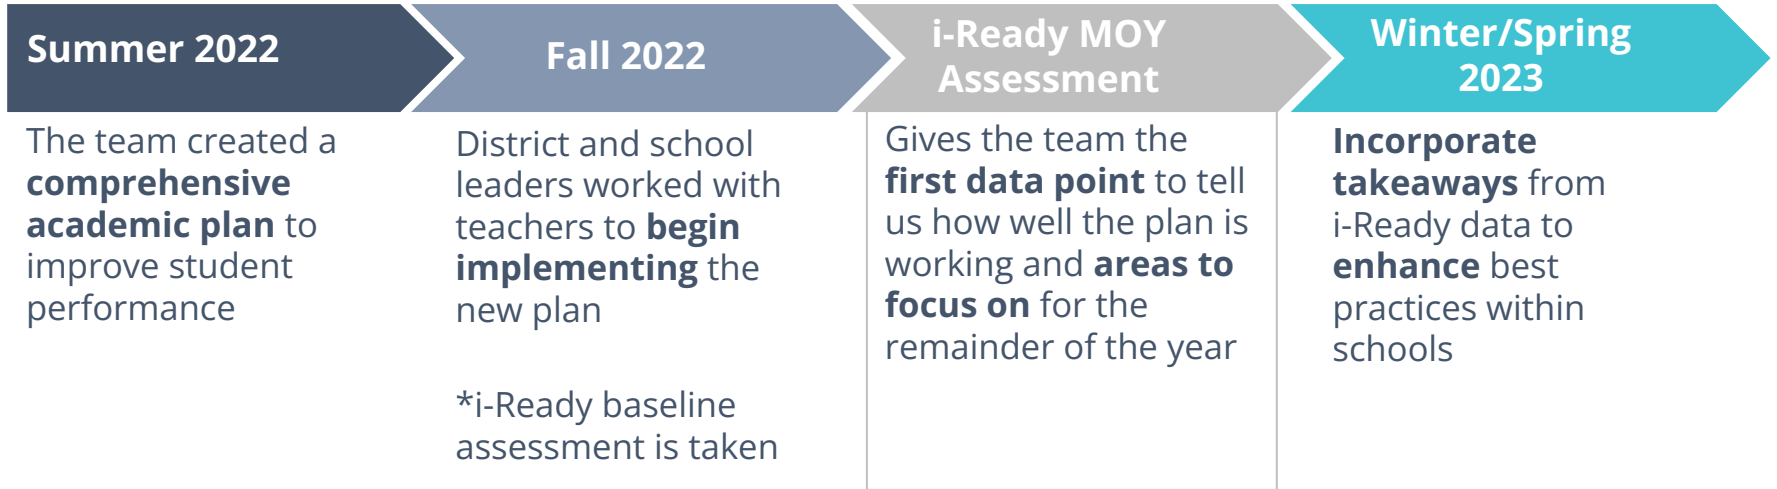 Summer 2022
The team created a
comprehensive
academic plan to
improve student
performance
Fall 2022
District and school
leaders worked with
teachers to begin
implementing the
new plan
*i-Ready baseline
assessment is taken
i-Ready MOY
Assessment
Gives the team the
first data point to tell
us how well the plan is
working and areas to
focus on for the
remainder of the year
Winter/Spring
2023
Incorporate
takeaways from
i-Ready data to
enhance best
practices within
schools